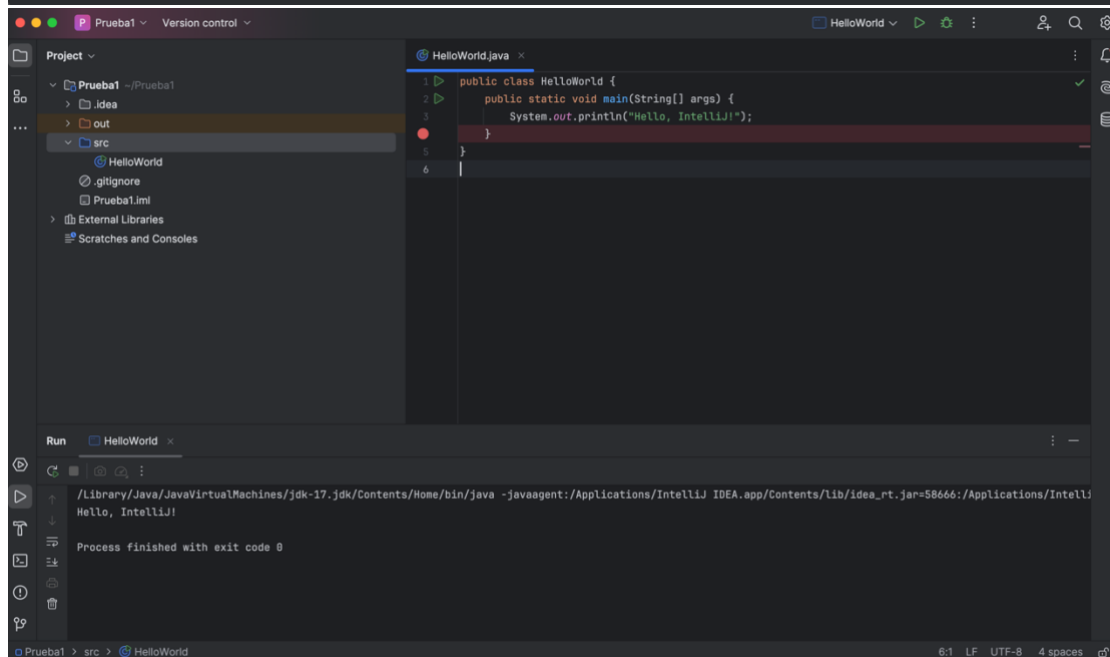 P Prueba1 Version control HelloWorld
Project
HelloWorld.java
Prueba1 ~/Prueba1
.idea
out
src
HelloWorld
.gitignore
Prueba1.iml
External Libraries
Scratches and Consoles
1 public class HelloWorld {
2 public static void main(String[] args) {
3 System.out.println("Hello, IntelliJ!");
}
5 }
6
Run HelloWorld
/Library/Java/JavaVirtualMachines/jdk-17.jdk/Contents/Home/bin/java -javaagent:/Applications/IntelliJ IDEA.app/Contents/lib/idea_rt.jar=58666:/Applications/Intelli
Hello, IntelliJ!
Process finished with exit code 0
Prueba1 > src > HelloWorld 6:1 LF UTF-8 4 spaces